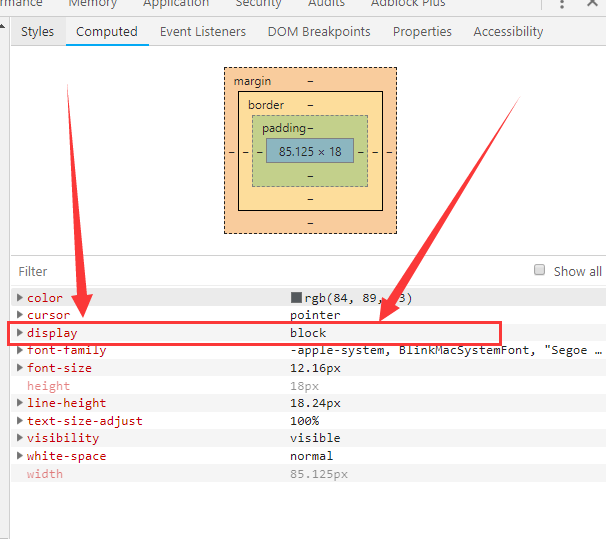 Memory Application Security Audits Adblock Plus
Styles Computed Event Listeners DOM Breakpoints Properties Accessibility
margin –
border –
padding –
– – – 85.125 × 18 – – –
–
–
–
Filter Show all
color rgb(84, 89,
cursor pointer
display block
font-family -apple-system, BlinkMacSystemFont, "Segoe …
font-size 12.16px
height 18px
line-height 18.24px
text-size-adjust 100%
visibility visible
white-space normal
width 85.125px